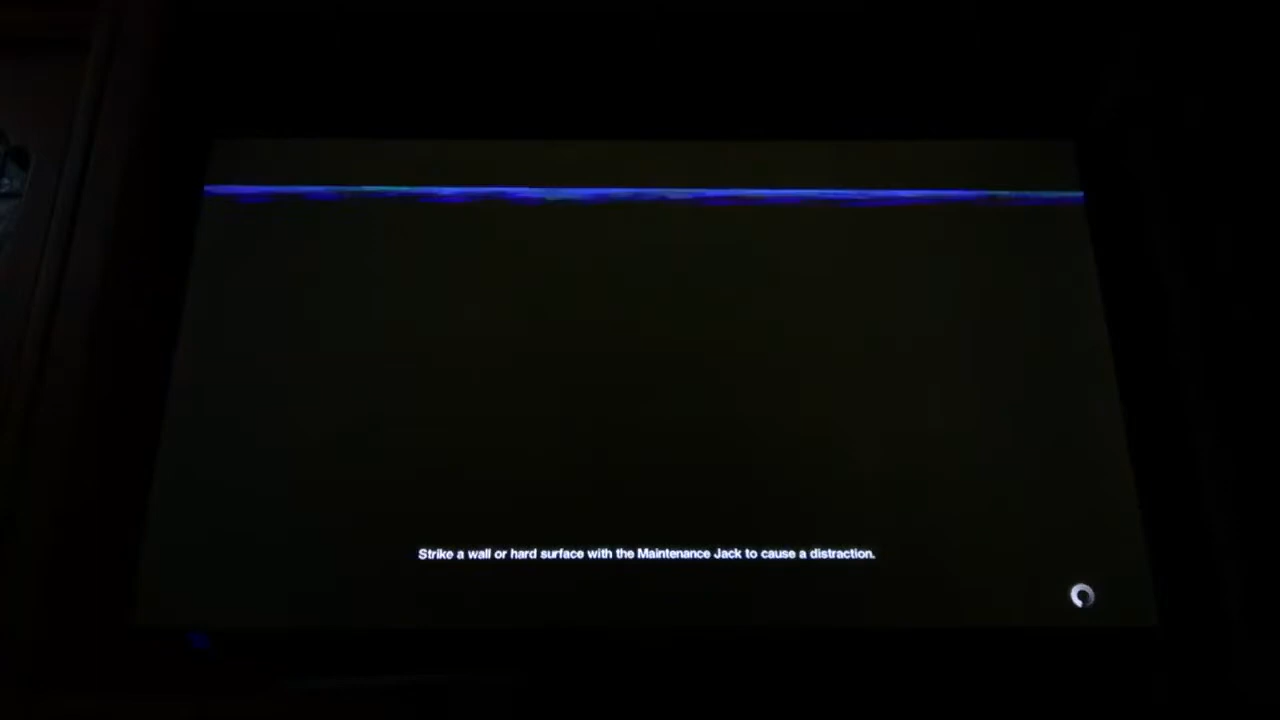 Strike a wall or hard surface with the Maintenance Jack to cause a distraction.